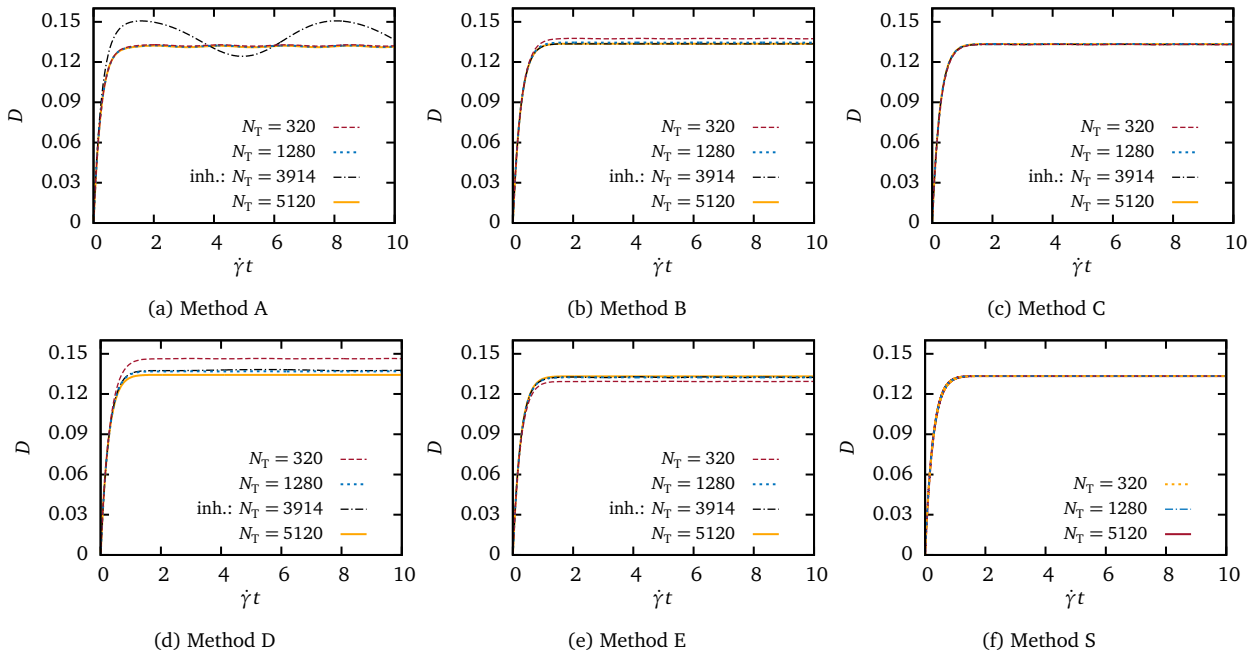 0.15
0.12
0.09
0.06
0.03
0
D
N_T = 320
N_T = 1280
inh.: N_T = 3914
N_T = 5120
0 2 4 6 8 10
γ̇ t
(a) Method A
0.15
0.12
0.09
0.06
0.03
0
D
N_T = 320
N_T = 1280
inh.: N_T = 3914
N_T = 5120
0 2 4 6 8 10
γ̇ t
(b) Method B
0.15
0.12
0.09
0.06
0.03
0
D
N_T = 320
N_T = 1280
inh.: N_T = 3914
N_T = 5120
0 2 4 6 8 10
γ̇ t
(c) Method C
0.15
0.12
0.09
0.06
0.03
0
D
N_T = 320
N_T = 1280
inh.: N_T = 3914
N_T = 5120
0 2 4 6 8 10
γ̇ t
(d) Method D
0.15
0.12
0.09
0.06
0.03
0
D
N_T = 320
N_T = 1280
inh.: N_T = 3914
N_T = 5120
0 2 4 6 8 10
γ̇ t
(e) Method E
0.15
0.12
0.09
0.06
0.03
0
D
N_T = 320
N_T = 1280
N_T = 5120
0 2 4 6 8 10
γ̇ t
(f) Method S